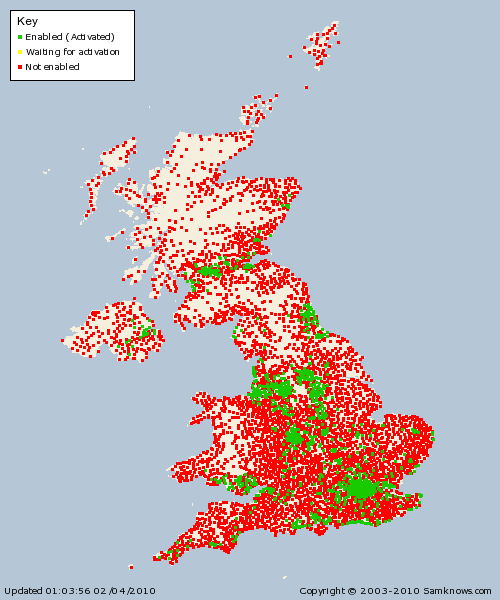 Key
Enabled (Activated)
Waiting for activation
Not enabled
Updated 01:03:56 02/04/2010
Copyright © 2003-2010 Samknows.com